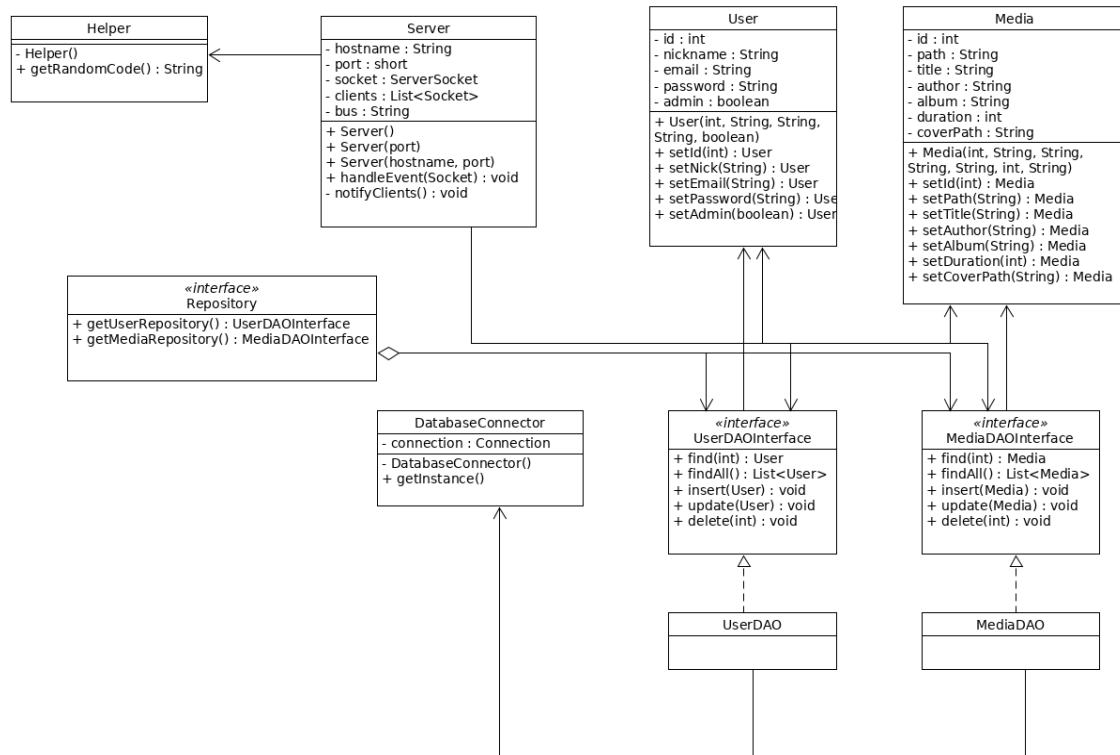 Helper
- Helper()
+ getRandomCode() : String
Server
- hostname : String
- port : short
- socket : ServerSocket
- clients : List<Socket>
- bus : String
+ Server()
+ Server(port)
+ Server(hostname, port)
+ handleEvent(Socket) : void
- notifyClients() : void
User
- id : int
- nickname : String
- email : String
- password : String
- admin : boolean
+ User(int, String, String,
String, boolean)
+ setId(int) : User
+ setNick(String) : User
+ setEmail(String) : User
+ setPassword(String) : Use
+ setAdmin(boolean) : User
Media
- id : int
- path : String
- title : String
- author : String
- album : String
- duration : int
- coverPath : String
+ Media(int, String, String,
String, String, int, String)
+ setId(int) : Media
+ setPath(String) : Media
+ setTitle(String) : Media
+ setAuthor(String) : Media
+ setAlbum(String) : Media
+ setDuration(int) : Media
+ setCoverPath(String) : Media
«interface»
Repository
+ getUserRepository() : UserDAOInterface
+ getMediaRepository() : MediaDAOInterface
DatabaseConnector
- connection : Connection
- DatabaseConnector()
+ getInstance()
«interface»
UserDAOInterface
+ find(int) : User
+ findAll() : List<User>
+ insert(User) : void
+ update(User) : void
+ delete(int) : void
«interface»
MediaDAOInterface
+ find(int) : Media
+ findAll() : List<Media>
+ insert(Media) : void
+ update(Media) : void
+ delete(int) : void
UserDAO
MediaDAO